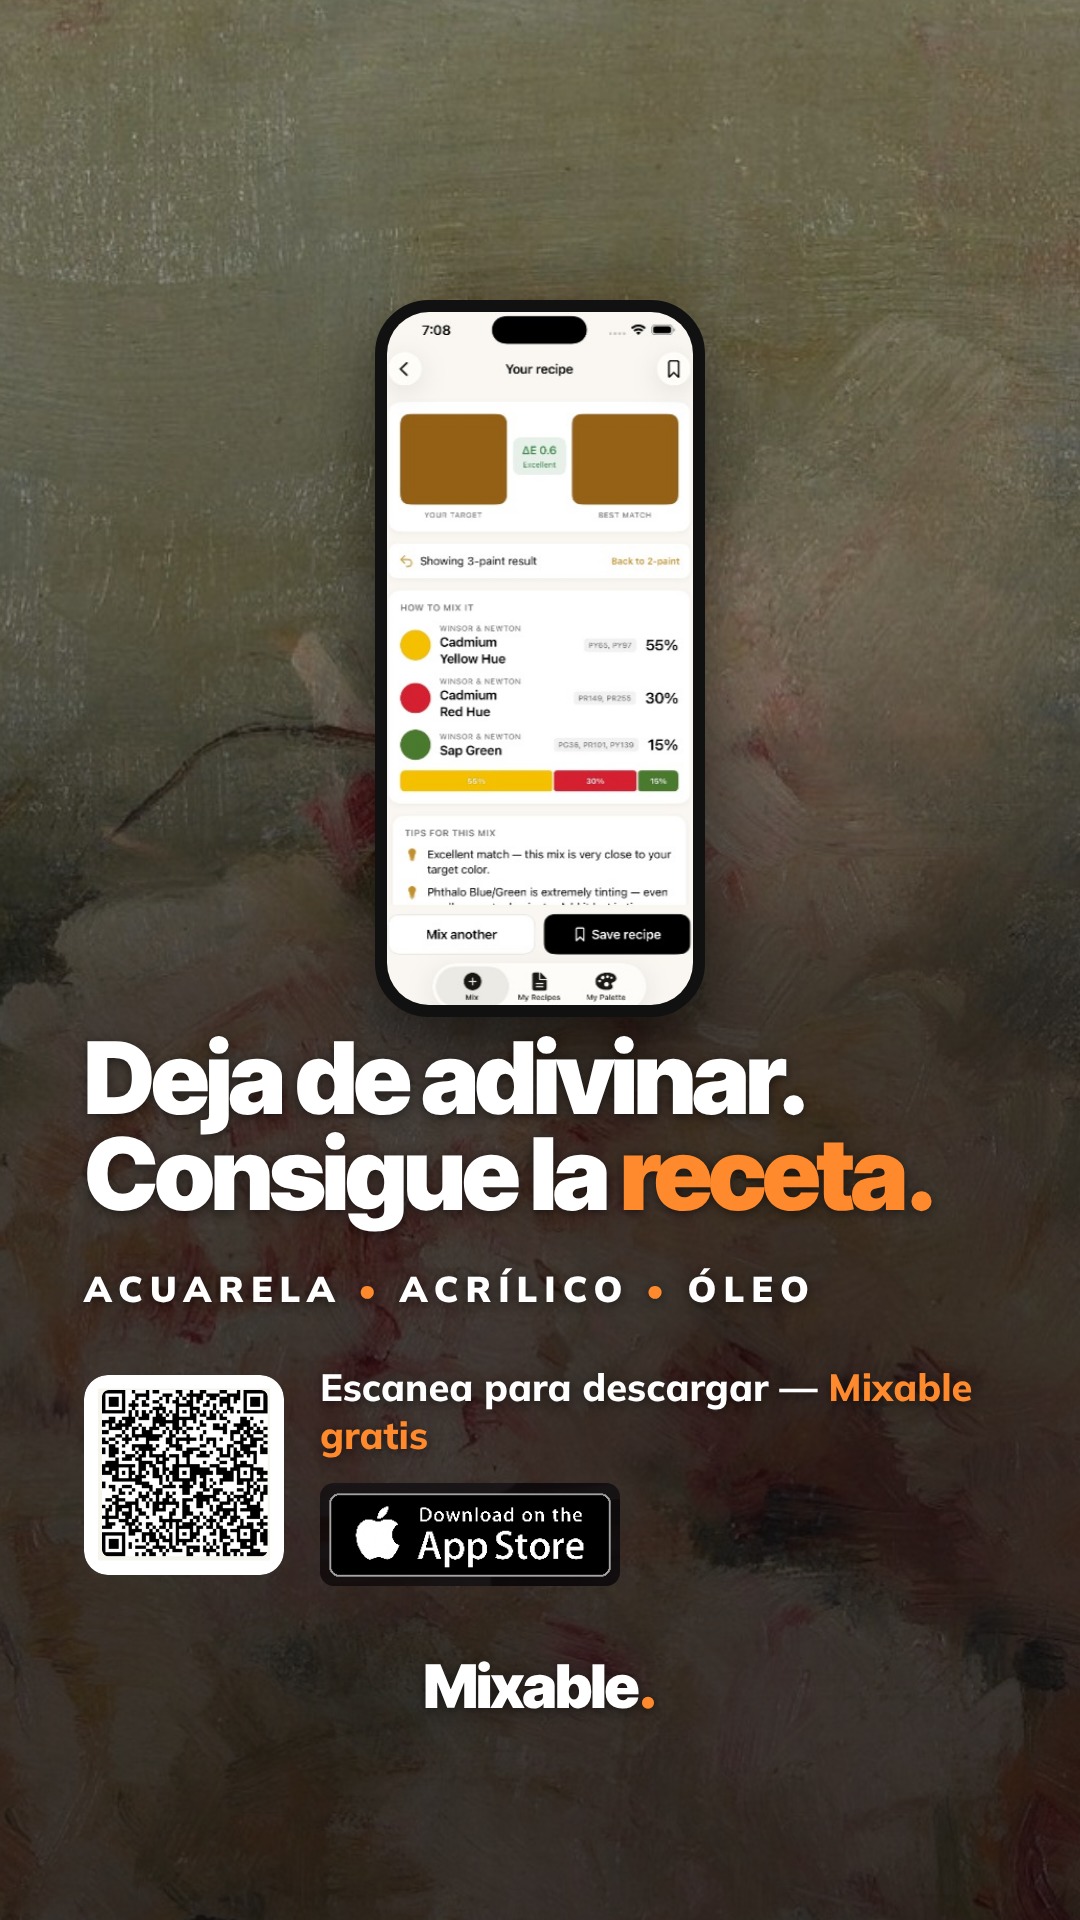 7:08
Your recipe
ΔE 0.6
Excellent
YOUR TARGET
BEST MATCH
Showing 3-paint result
Back to 2-paint
HOW TO MIX IT
WINSOR & NEWTON
Cadmium
Yellow Hue
PY65, PY97
55%
WINSOR & NEWTON
Cadmium
Red Hue
PR149, PR255
30%
WINSOR & NEWTON
Sap Green
PG36, PR101, PY139
15%
55%
30%
15%
TIPS FOR THIS MIX
Excellent match — this mix is very close to your
target color.
Phthalo Blue/Green is extremely tinting — even
Mix another
Save recipe
Mix
My Recipes
My Palette
Deja de adivinar.
Consigue la receta.
ACUARELA • ACRÍLICO • ÓLEO
Escanea para descargar — Mixable
gratis
Download on the
App Store
Mixable.